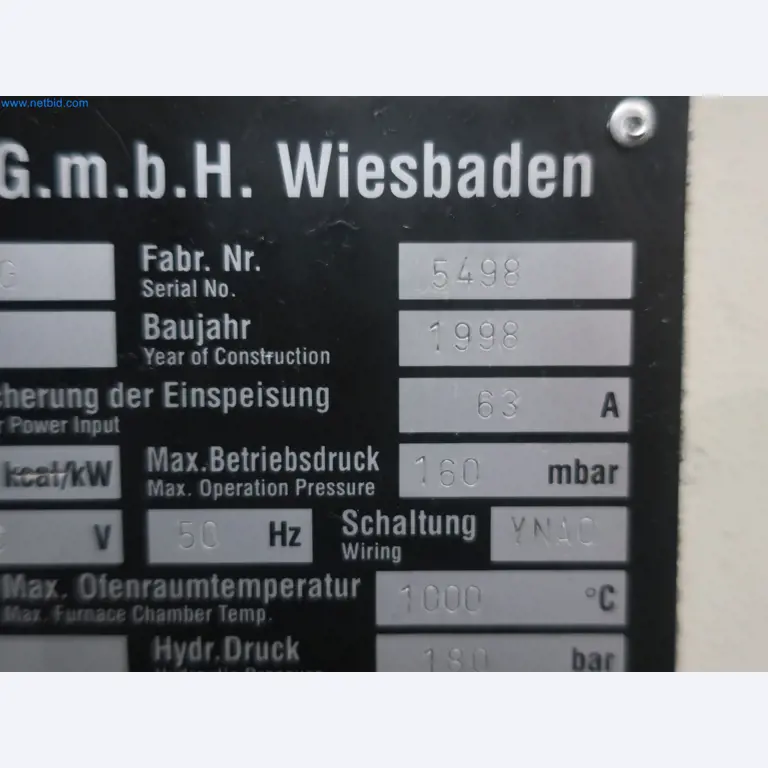 www.netbid.com
G.m.b.H. Wiesbaden
G Fabr. Nr. 5498
Serial No.
Baujahr 1998
Year of Construction
cherung der Einspeisung 63 A
r Power Input
kcal/kW Max.Betriebsdruck 160 mbar
Max. Operation Pressure
V 50 Hz Schaltung YNAC
Wiring
Max. Ofenraumtemperatur 1000 °C
Max. Furnace Chamber Temp.
Hydr.Druck 180 bar